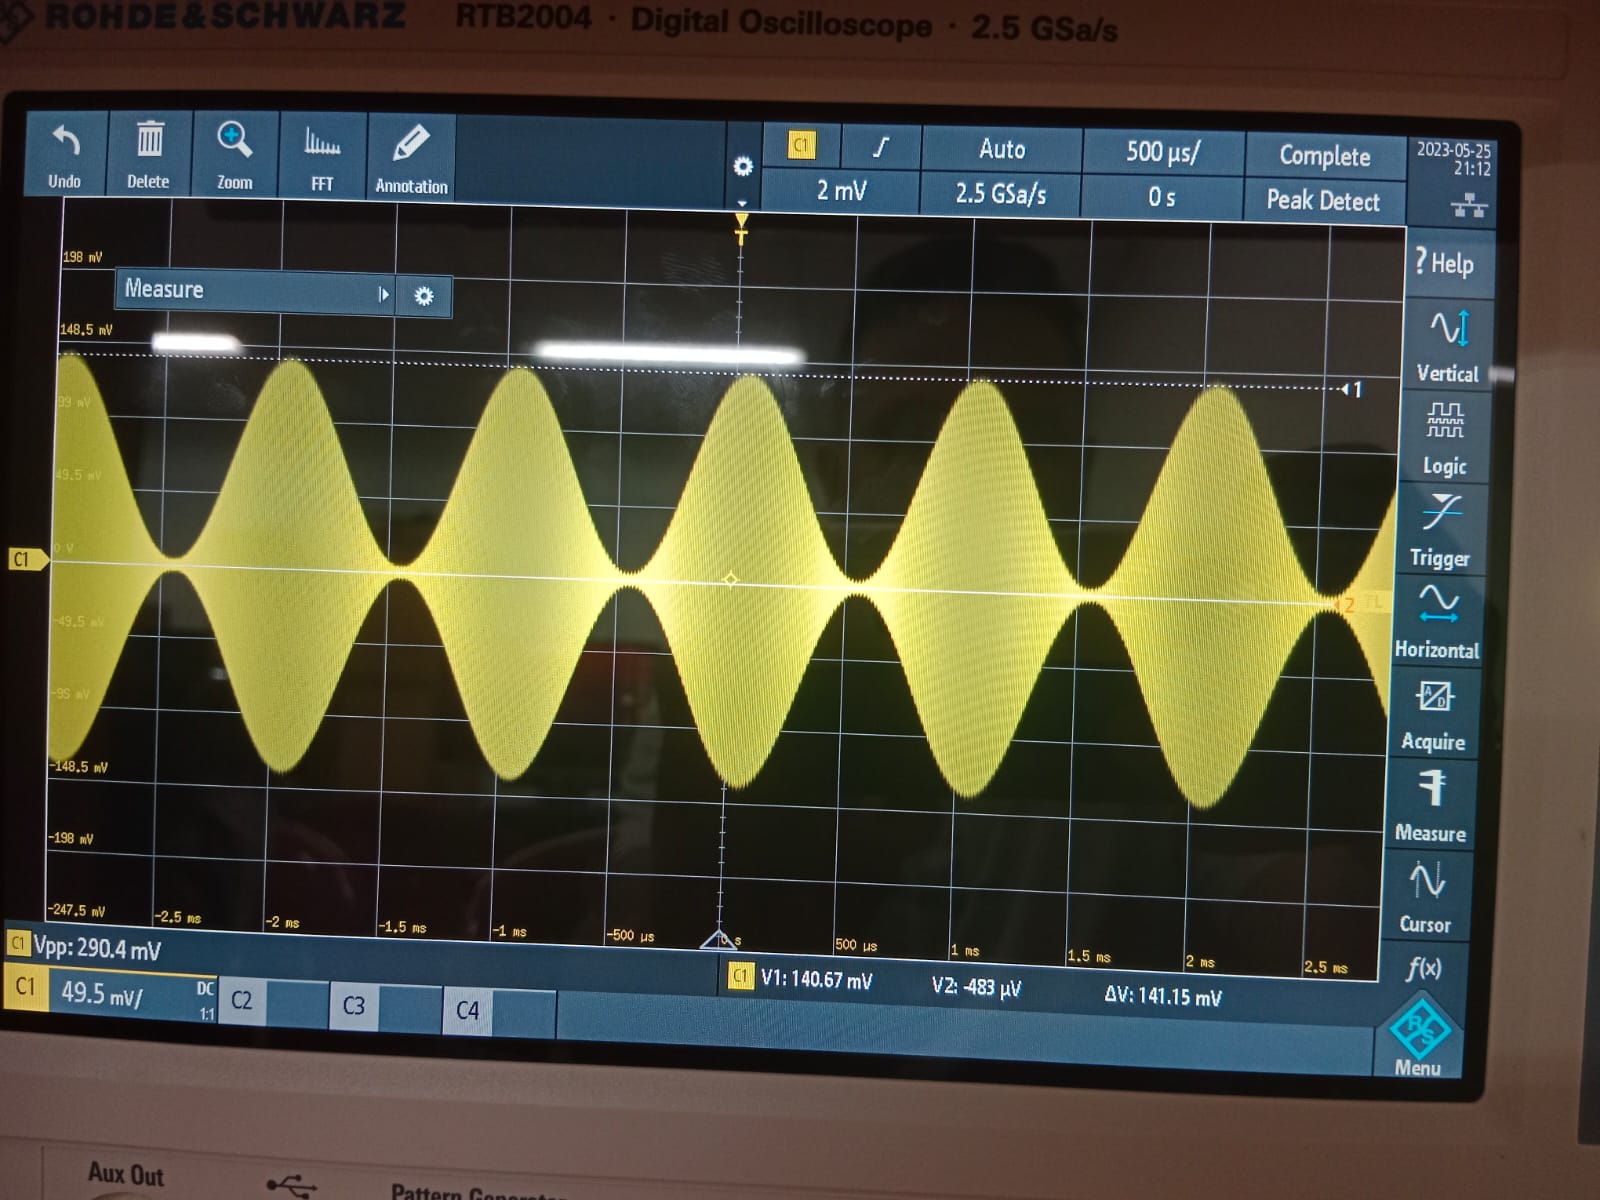 ROHDE&SCHWARZ RTB2004 · Digital Oscilloscope · 2.5 GSa/s
Undo Delete Zoom FFT Annotation
C1 Auto 500 µs/ Complete 2023-05-25
21:12
2 mV 2.5 GSa/s 0 s Peak Detect
T
198 mV
Measure
148.5 mV
1
99 mV
49.5 mV
0 V
C1
2 TL
-49.5 mV
-99 mV
-148.5 mV
-198 mV
-247.5 mV
-2.5 ms -2 ms -1.5 ms -1 ms -500 µs 0 s 500 µs 1 ms 1.5 ms 2 ms 2.5 ms
? Help
Vertical
Logic
Trigger
Horizontal
A/D
Acquire
Measure
Cursor
f(x)
R&S
Menu
C1 Vpp: 290.4 mV
C1 V1: 140.67 mV V2: -483 µV ΔV: 141.15 mV
C1 49.5 mV/ DC
1:1
C2 C3 C4
Aux Out
Pattern Generator